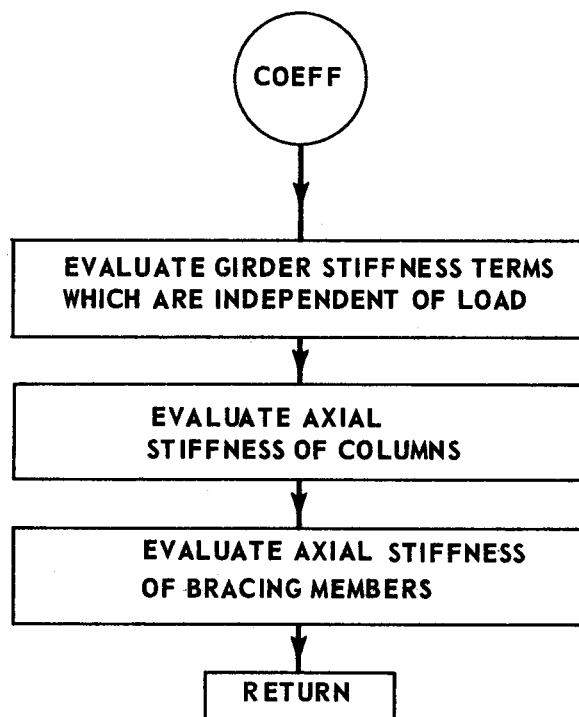 COEFF
EVALUATE GIRDER STIFFNESS TERMS
WHICH ARE INDEPENDENT OF LOAD
EVALUATE AXIAL
STIFFNESS OF COLUMNS
EVALUATE AXIAL STIFFNESS
OF BRACING MEMBERS
RETURN